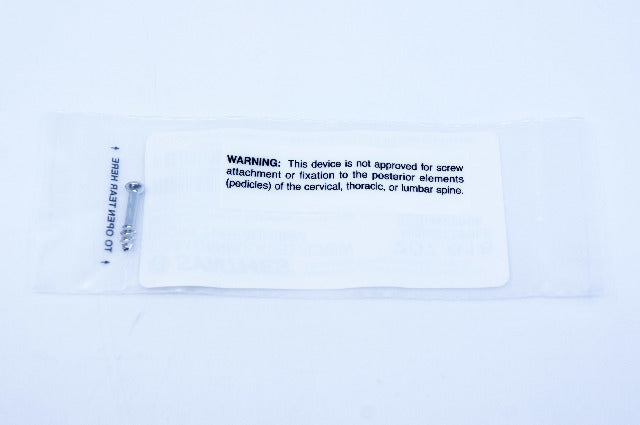 WARNING: This device is not approved for screw
attachment or fixation to the posterior elements
(pedicles) of the cervical, thoracic, or lumbar spine.
TO OPEN TEAR HERE
SYNTHES